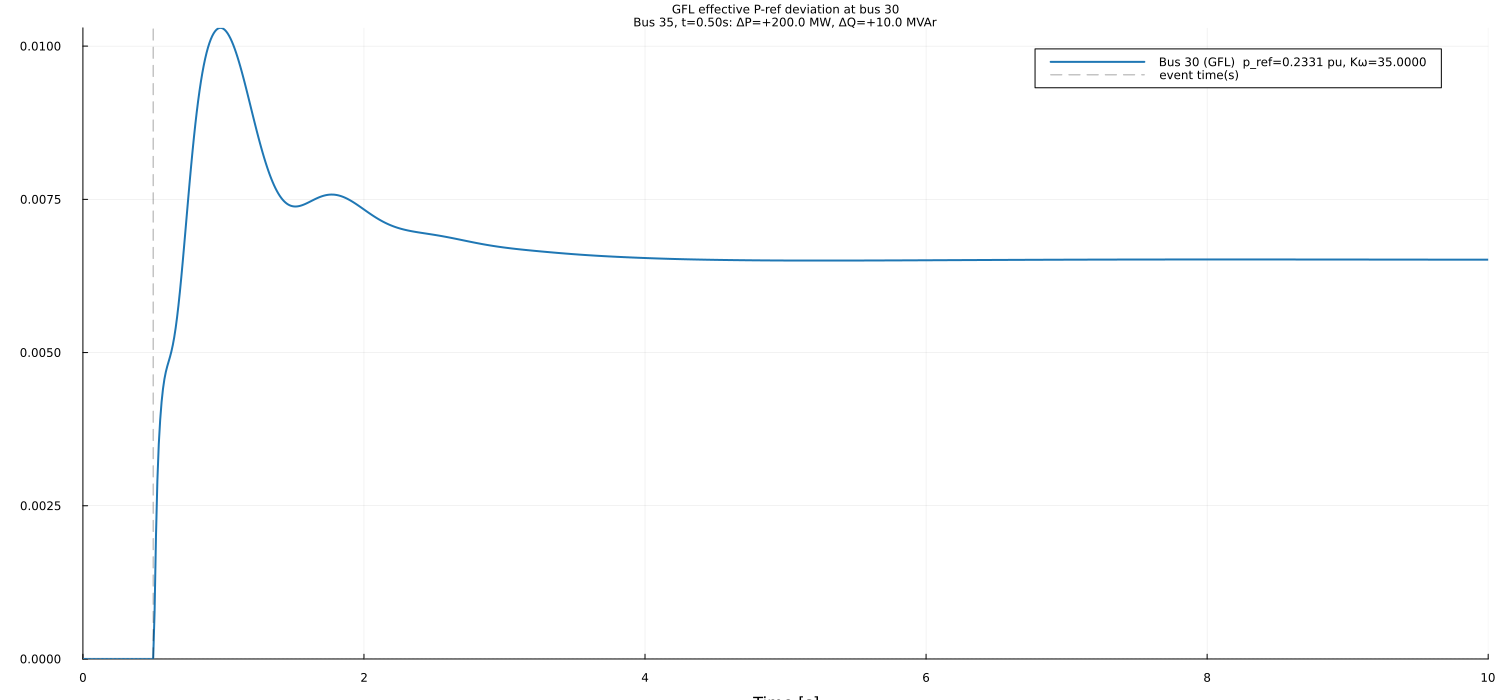 GFL effective P-ref deviation at bus 30
Bus 35, t=0.50s: ΔP=+200.0 MW, ΔQ=+10.0 MVAr
Bus 30 (GFL)  p_ref=0.2331 pu, Kω=35.0000
event time(s)
0.0100
0.0075
0.0050
0.0025
0.0000
0 2 4 6 8 10
Time [s]